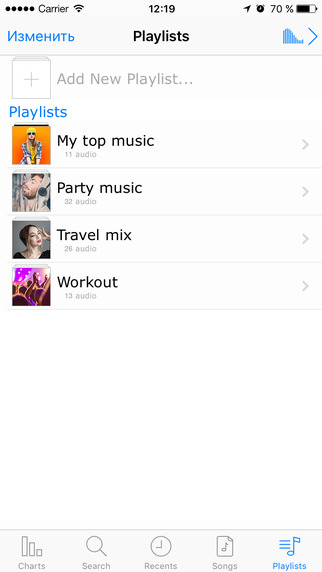 Carrier 12:19 70 %
Изменить Playlists
Add New Playlist...
Playlists
My top music
11 audio
Party music
32 audio
Travel mix
26 audio
Workout
13 audio
Charts Search Recents Songs Playlists